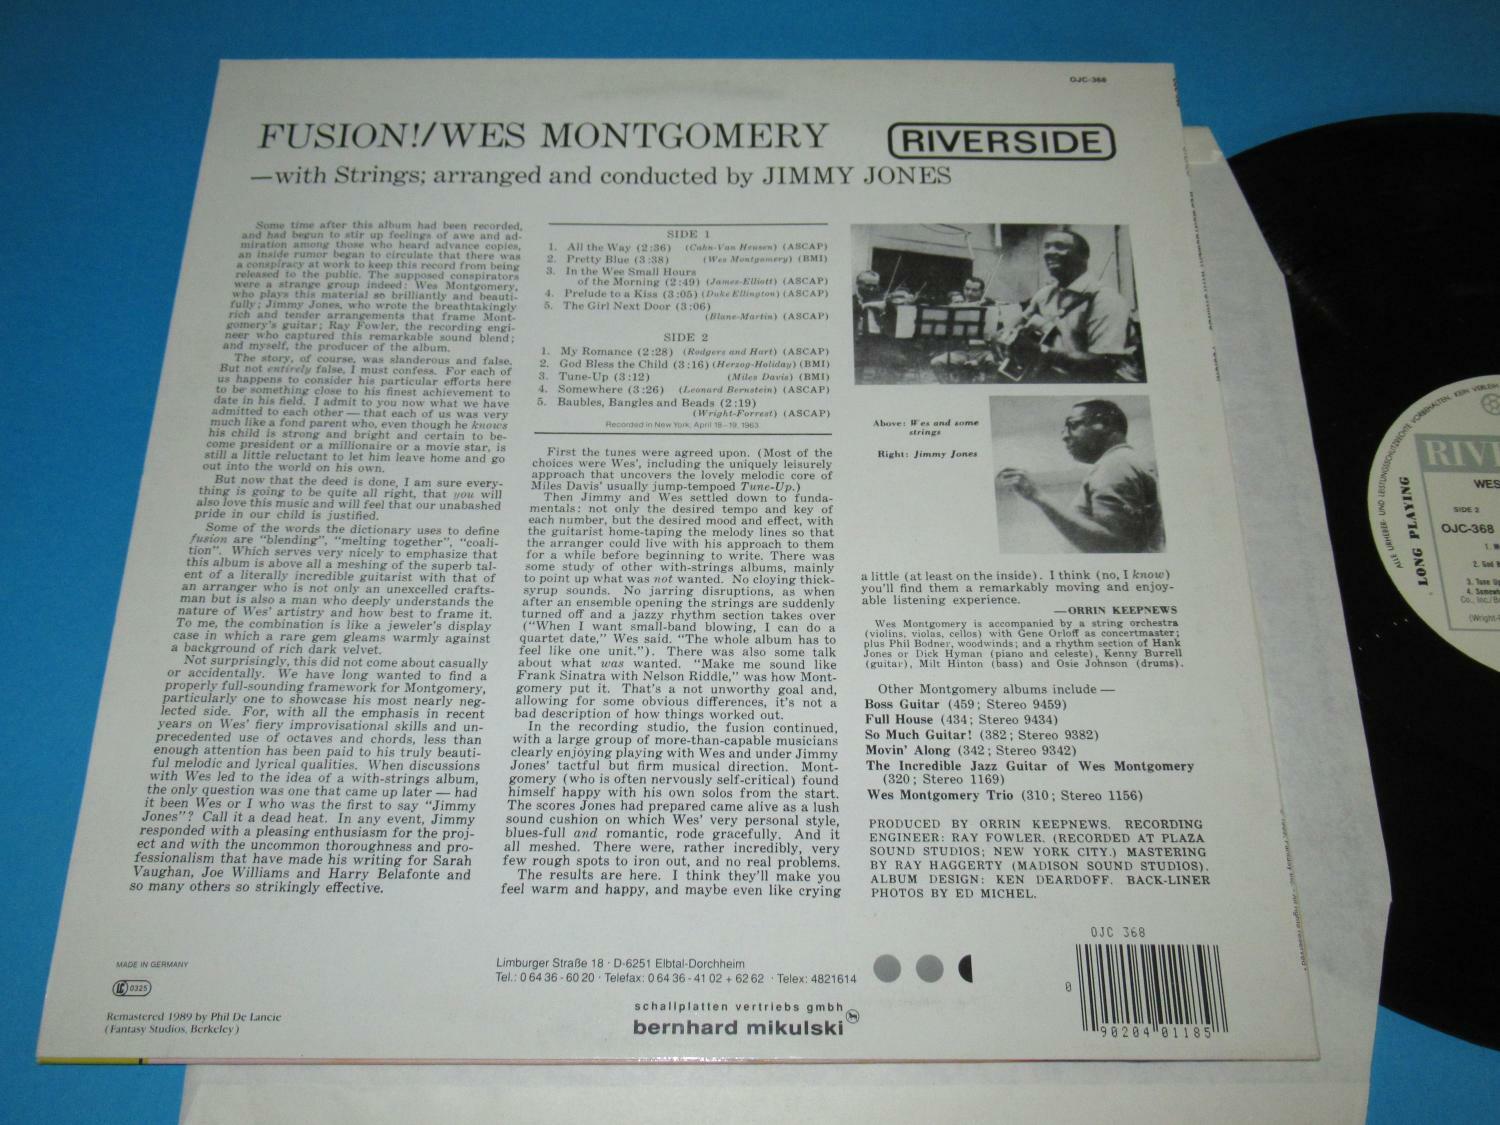 OJC-368
FUSION!/WES MONTGOMERY
RIVERSIDE
—with Strings; arranged and conducted by JIMMY JONES
Some time after this album had been recorded,
and had begun to stir up feelings of awe and ad-
miration among those who heard advance copies,
an inside rumor began to circulate that there was
a conspiracy at work to keep this record from being
released to the public. The supposed conspirators
were a strange group indeed: Wes Montgomery,
who plays this material so brilliantly and beauti-
fully; Jimmy Jones, who wrote the breathtakingly
rich and tender arrangements that frame Mont-
gomery's guitar; Ray Fowler, the recording engi-
neer who captured this remarkable sound blend;
and myself, the producer of the album.
The story, of course, was slanderous and false.
But not entirely false, I must confess. For each of
us happens to consider his particular efforts here
to be something close to his finest achievement to
date in his field. I admit to you now what we have
admitted to each other — that each of us was very
much like a fond parent who, even though he knows
his child is strong and bright and certain to be-
come president or a millionaire or a movie star, is
still a little reluctant to let him leave home and go
out into the world on his own.
But now that the deed is done, I am sure every-
thing is going to be quite all right, that you will
also love this music and will feel that our unabashed
pride in our child is justified.
Some of the words the dictionary uses to define
fusion are "blending", "melting together", "coali-
tion". Which serves very nicely to emphasize that
this album is above all a meshing of the superb tal-
ent of a literally incredible guitarist with that of
an arranger who is not only an unexcelled crafts-
man but is also a man who deeply understands the
nature of Wes' artistry and how best to frame it.
To me, the combination is like a jeweler's display
case in which a rare gem gleams warmly against
a background of rich dark velvet.
Not surprisingly, this did not come about casually
or accidentally. We have long wanted to find a
properly full-sounding framework for Montgomery,
particularly one to showcase his most nearly neg-
lected side. For, with all the emphasis in recent
years on Wes' fiery improvisational skills and un-
precedented use of octaves and chords, less than
enough attention has been paid to his truly beauti-
ful melodic and lyrical qualities. When discussions
with Wes led to the idea of a with-strings album,
the only question was one that came up later — had
it been Wes or I who was the first to say "Jimmy
Jones"? Call it a dead heat. In any event, Jimmy
responded with a pleasing enthusiasm for the proj-
ect and with the uncommon thoroughness and pro-
fessionalism that have made his writing for Sarah
Vaughan, Joe Williams and Harry Belafonte and
so many others so strikingly effective.
SIDE 1
1. All the Way (2:36) (Cahn-Van Heusen) (ASCAP)
2. Pretty Blue (3:38) (Wes Montgomery) (BMI)
3. In the Wee Small Hours
of the Morning (2:49) (James-Elliott) (ASCAP)
4. Prelude to a Kiss (3:05) (Duke Ellington) (ASCAP)
5. The Girl Next Door (3:06)
(Blane-Martin) (ASCAP)
SIDE 2
1. My Romance (2:28) (Rodgers and Hart) (ASCAP)
2. God Bless the Child (3:16) (Herzog-Holiday) (BMI)
3. Tune-Up (3:12) (Miles Davis) (BMI)
4. Somewhere (3:26) (Leonard Bernstein) (ASCAP)
5. Baubles, Bangles and Beads (2:19)
(Wright-Forrest) (ASCAP)
Recorded in New York, April 18-19, 1963.
First the tunes were agreed upon. (Most of the
choices were Wes', including the uniquely leisurely
approach that uncovers the lovely melodic core of
Miles Davis' usually jump-tempoed Tune-Up.)
Then Jimmy and Wes settled down to funda-
mentals: not only the desired tempo and key of
each number, but the desired mood and effect, with
the guitarist home-taping the melody lines so that
the arranger could live with his approach to them
for a while before beginning to write. There was
some study of other with-strings albums, mainly
to point up what was not wanted. No cloying thick-
syrup sounds. No jarring disruptions, as when
after an ensemble opening the strings are suddenly
turned off and a jazzy rhythm section takes over
("When I want small-band blowing, I can do a
quartet date," Wes said. "The whole album has to
feel like one unit."). There was also some talk
about what was wanted. "Make me sound like
Frank Sinatra with Nelson Riddle," was how Mont-
gomery put it. That's a not unworthy goal and,
allowing for some obvious differences, it's not a
bad description of how things worked out.
In the recording studio, the fusion continued,
with a large group of more-than-capable musicians
clearly enjoying playing with Wes and under Jimmy
Jones' tactful but firm musical direction. Mont-
gomery (who is often nervously self-critical) found
himself happy with his own solos from the start.
The scores Jones had prepared came alive as a lush
sound cushion on which Wes' very personal style,
blues-full and romantic, rode gracefully. And it
all meshed. There were, rather incredibly, very
few rough spots to iron out, and no real problems.
The results are here. I think they'll make you
feel warm and happy, and maybe even like crying
Above: Wes and some
strings
Right: Jimmy Jones
a little (at least on the inside). I think (no, I know)
you'll find them a remarkably moving and enjoy-
able listening experience.
—ORRIN KEEPNEWS
Wes Montgomery is accompanied by a string orchestra
(violins, violas, cellos) with Gene Orloff as concertmaster;
plus Phil Bodner, woodwinds; and a rhythm section of Hank
Jones or Dick Hyman (piano and celeste), Kenny Burrell
(guitar), Milt Hinton (bass) and Osie Johnson (drums).
Other Montgomery albums include —
Boss Guitar (459; Stereo 9459)
Full House (434; Stereo 9434)
So Much Guitar! (382; Stereo 9382)
Movin' Along (342; Stereo 9342)
The Incredible Jazz Guitar of Wes Montgomery
(320; Stereo 1169)
Wes Montgomery Trio (310; Stereo 1156)
PRODUCED BY ORRIN KEEPNEWS. RECORDING
ENGINEER: RAY FOWLER. (RECORDED AT PLAZA
SOUND STUDIOS; NEW YORK CITY.) MASTERING
BY RAY HAGGERTY (MADISON SOUND STUDIOS).
ALBUM DESIGN: KEN DEARDOFF. BACK-LINER
PHOTOS BY ED MICHEL.
MADE IN GERMANY
LC 0325
Remastered 1989 by Phil De Lancie
(Fantasy Studios, Berkeley)
Limburger Straße 18 · D-6251 Elbtal-Dorchheim
Tel.: 0 64 36 - 60 20 · Telefax: 0 64 36 - 41 02 + 62 62 · Telex: 4821614
schallplatten vertriebs gmbh
bernhard mikulski
OJC 368
0 90204 01185
ALLE URHEBER- UND LEISTUNGSSCHUTZRECHTE VORBEHALTEN. KEIN VERLEIH
LONG PLAYING
RIV
WES
SIDE 2
OJC-368
1. M
2. God B
3. Tune Up
4. Somewh
Co., Inc./
(Wright-